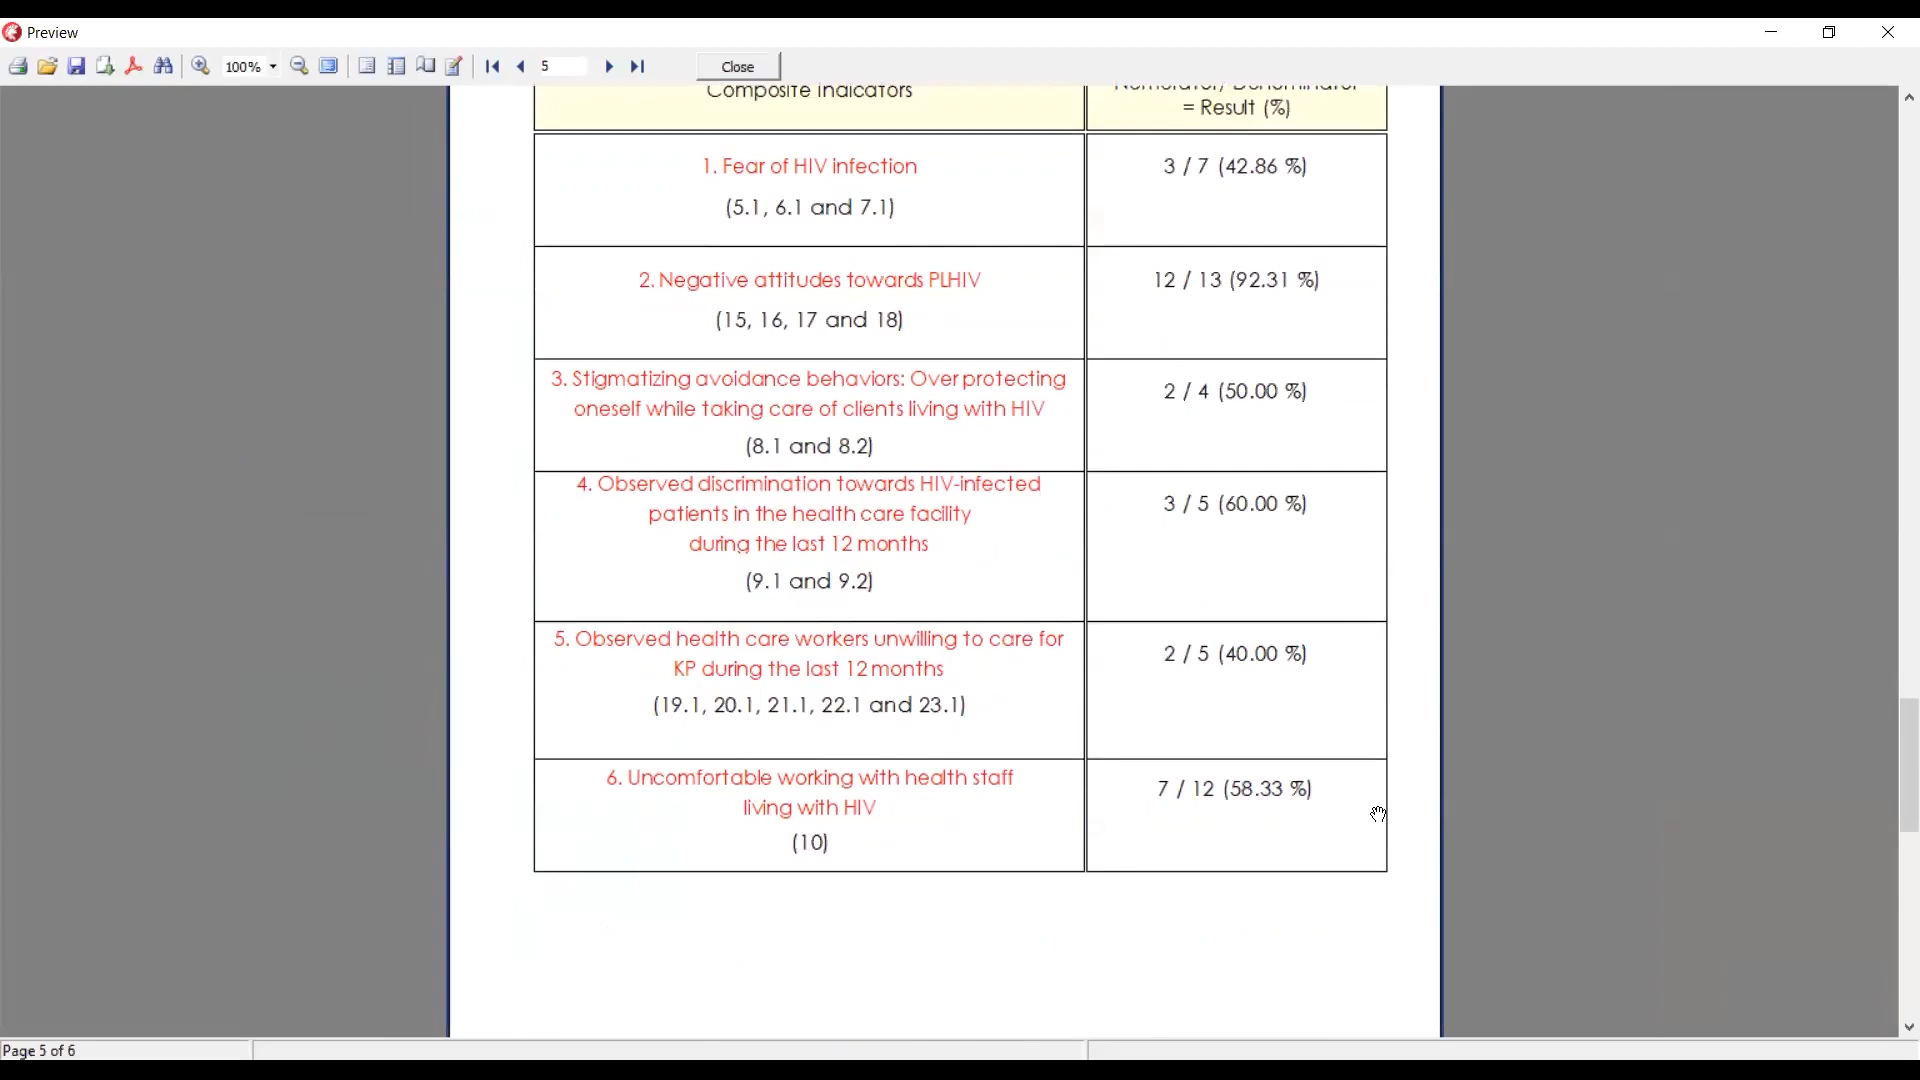 Preview
100%
5
Close
Composite Indicators
= Result (%)
1. Fear of HIV infection
(5.1, 6.1 and 7.1)
3 / 7 (42.86 %)
2. Negative attitudes towards PLHIV
(15, 16, 17 and 18)
12 / 13 (92.31 %)
3. Stigmatizing avoidance behaviors: Over protecting
oneself while taking care of clients living with HIV
(8.1 and 8.2)
2 / 4 (50.00 %)
4. Observed discrimination towards HIV-infected
patients in the health care facility
during the last 12 months
(9.1 and 9.2)
3 / 5 (60.00 %)
5. Observed health care workers unwilling to care for
KP during the last 12 months
(19.1, 20.1, 21.1, 22.1 and 23.1)
2 / 5 (40.00 %)
6. Uncomfortable working with health staff
living with HIV
(10)
7 / 12 (58.33 %)
Page 5 of 6